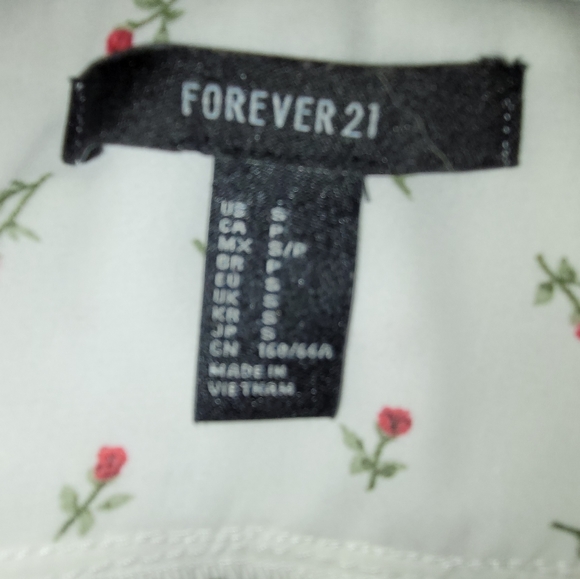 FOREVER 21
US S
CA P
MX S/P
BR P
EU S
UK S
KR S
JP S
CN 160/66A
MADE IN
VIETNAM